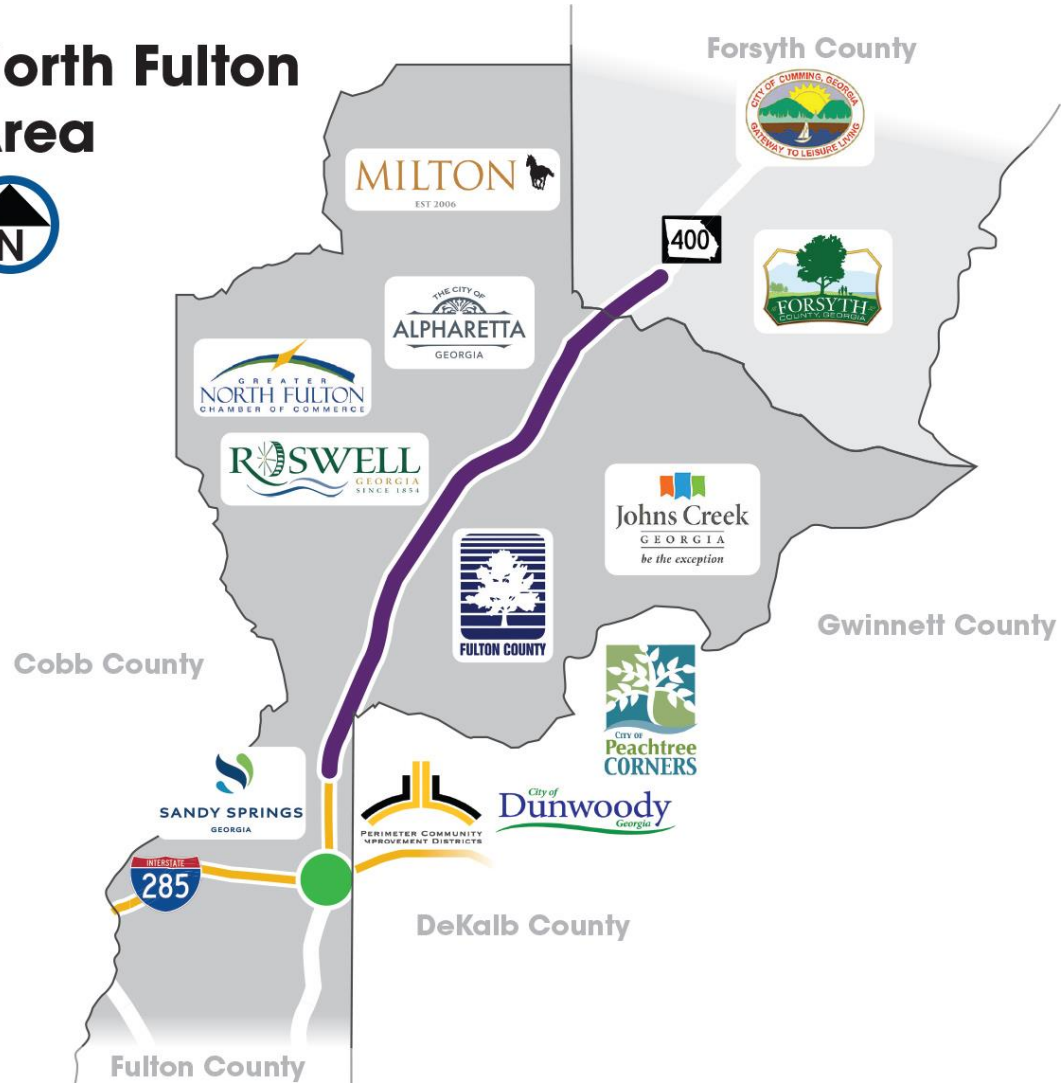 orth Fulton
rea
N
Forsyth County
CITY OF CUMMING, GEORGIA
GATEWAY TO LEISURE LIVING
MILTON
EST 2006
400
THE CITY OF
ALPHARETTA
GEORGIA
FORSYTH
COUNTY, GEORGIA
GREATER
NORTH FULTON
CHAMBER OF COMMERCE
ROSWELL
GEORGIA
SINCE 1854
Johns Creek
GEORGIA
be the exception
FULTON COUNTY
Gwinnett County
Cobb County
CITY OF
Peachtree
CORNERS
SANDY SPRINGS
GEORGIA
PERIMETER COMMUNITY
MPROVEMENT DISTRICTS
City of
Dunwoody
Georgia
INTERSTATE
285
DeKalb County
Fulton County